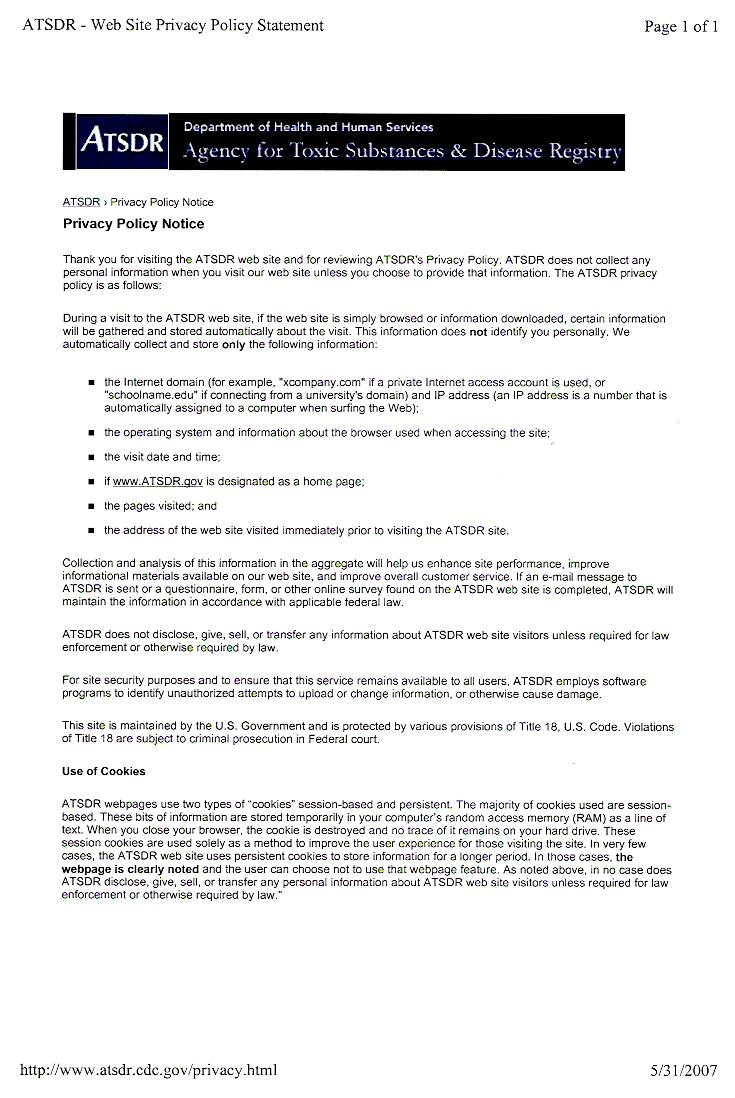 ATSDR - Web Site Privacy Policy Statement
Page 1 of 1
ATSDR
Department of Health and Human Services
Agency for Toxic Substances & Disease Registry
ATSDR › Privacy Policy Notice
Privacy Policy Notice
Thank you for visiting the ATSDR web site and for reviewing ATSDR's Privacy Policy. ATSDR does not collect any
personal information when you visit our web site unless you choose to provide that information. The ATSDR privacy
policy is as follows:
During a visit to the ATSDR web site, if the web site is simply browsed or information downloaded, certain information
will be gathered and stored automatically about the visit. This information does not identify you personally. We
automatically collect and store only the following information:
■ the Internet domain (for example, "xcompany.com" if a private Internet access account is used, or
"schoolname.edu" if connecting from a university's domain) and IP address (an IP address is a number that is
automatically assigned to a computer when surfing the Web);
■ the operating system and information about the browser used when accessing the site;
■ the visit date and time;
■ if www.ATSDR.gov is designated as a home page;
■ the pages visited; and
■ the address of the web site visited immediately prior to visiting the ATSDR site.
Collection and analysis of this information in the aggregate will help us enhance site performance, improve
informational materials available on our web site, and improve overall customer service. If an e-mail message to
ATSDR is sent or a questionnaire, form, or other online survey found on the ATSDR web site is completed, ATSDR will
maintain the information in accordance with applicable federal law.
ATSDR does not disclose, give, sell, or transfer any information about ATSDR web site visitors unless required for law
enforcement or otherwise required by law.
For site security purposes and to ensure that this service remains available to all users, ATSDR employs software
programs to identify unauthorized attempts to upload or change information, or otherwise cause damage.
This site is maintained by the U.S. Government and is protected by various provisions of Title 18, U.S. Code. Violations
of Title 18 are subject to criminal prosecution in Federal court.
Use of Cookies
ATSDR webpages use two types of "cookies" session-based and persistent. The majority of cookies used are session-
based. These bits of information are stored temporarily in your computer's random access memory (RAM) as a line of
text. When you close your browser, the cookie is destroyed and no trace of it remains on your hard drive. These
session cookies are used solely as a method to improve the user experience for those visiting the site. In very few
cases, the ATSDR web site uses persistent cookies to store information for a longer period. In those cases, the
webpage is clearly noted and the user can choose not to use that webpage feature. As noted above, in no case does
ATSDR disclose, give, sell, or transfer any personal information about ATSDR web site visitors unless required for law
enforcement or otherwise required by law."
http://www.atsdr.cdc.gov/privacy.html
5/31/2007